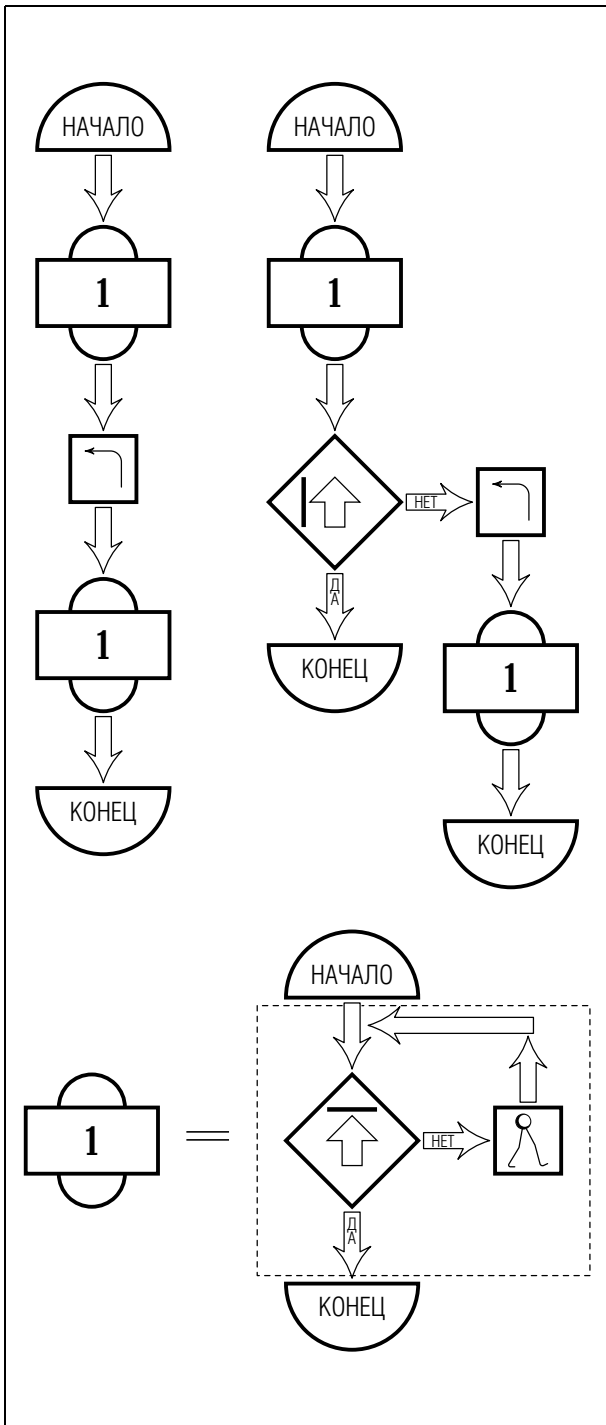 НАЧАЛО
1
1
КОНЕЦ
НАЧАЛО
1
НЕТ
ДА
КОНЕЦ
1
КОНЕЦ
НАЧАЛО
1
НЕТ
ДА
КОНЕЦ